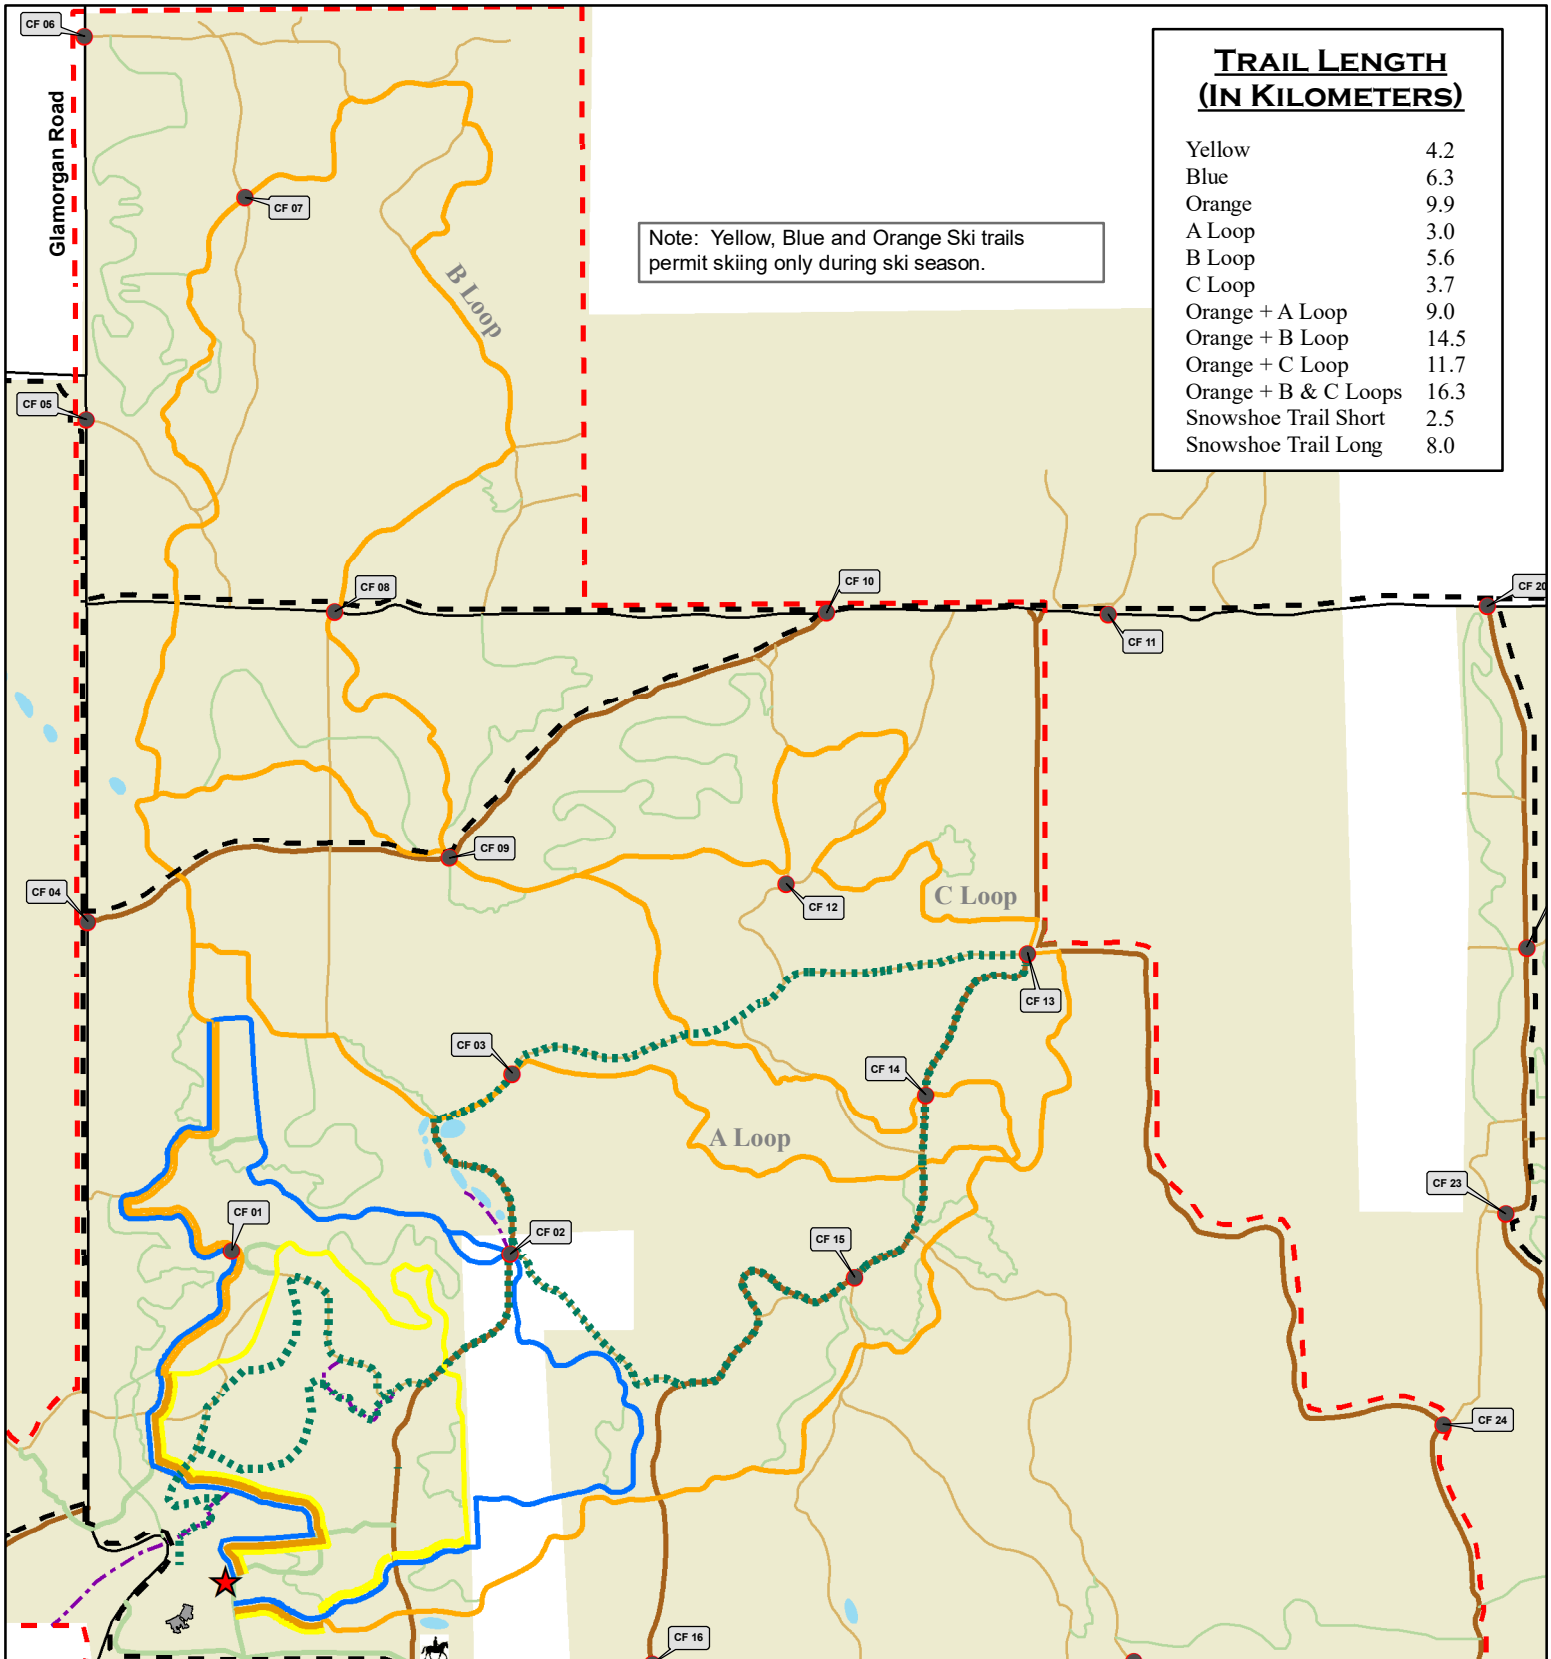 CF 06
Glamorgan Road
TRAIL LENGTH
(IN KILOMETERS)
Yellow 4.2
Blue 6.3
Orange 9.9
A Loop 3.0
B Loop 5.6
C Loop 3.7
Orange + A Loop 9.0
Orange + B Loop 14.5
Orange + C Loop 11.7
Orange + B & C Loops 16.3
Snowshoe Trail Short 2.5
Snowshoe Trail Long 8.0
CF 07
Note: Yellow, Blue and Orange Ski trails
permit skiing only during ski season.
B Loop
CF 05
CF 08
CF 10
CF 20
CF 11
CF 09
CF 04
CF 12
C Loop
CF 13
CF 03
CF 14
A Loop
CF 23
CF 01
CF 02
CF 15
CF 24
CF 16